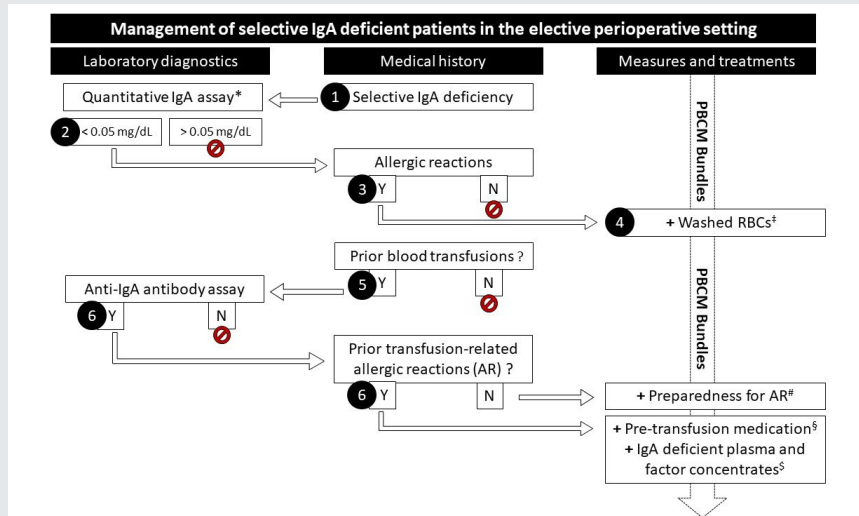 Management of selective IgA deficient patients in the elective perioperative setting
Laboratory diagnostics
Medical history
Measures and treatments
Quantitative IgA assay*
1 Selective IgA deficiency
2 < 0.05 mg/dL
> 0.05 mg/dL
PBCM Bundles
Allergic reactions
3 Y
N
4 + Washed RBCs‡
Prior blood transfusions ?
5 Y
N
Anti-IgA antibody assay
6 Y
N
PBCM Bundles
Prior transfusion-related
allergic reactions (AR) ?
6 Y
N
+ Preparedness for AR#
+ Pre-transfusion medication§
+ IgA deficient plasma and
factor concentrates$